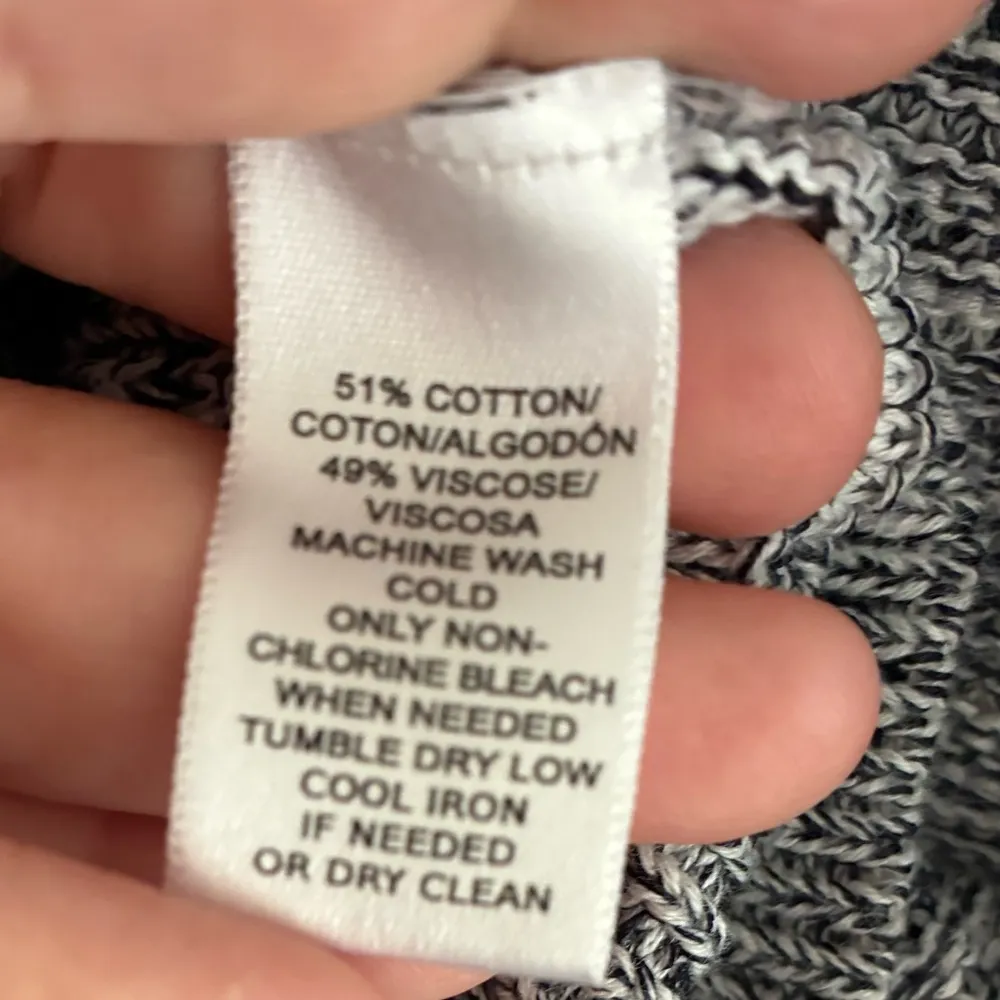 51% COTTON/
COTON/ALGODÓN
49% VISCOSE/
VISCOSA
MACHINE WASH
COLD
ONLY NON-
CHLORINE BLEACH
WHEN NEEDED
TUMBLE DRY LOW
COOL IRON
IF NEEDED
OR DRY CLEAN